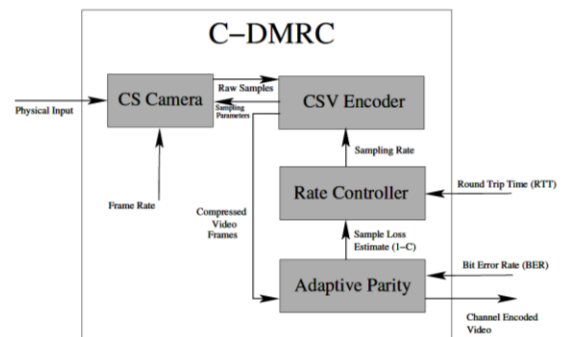 C–DMRC
CS Camera
Raw Samples
Sampling
Parameters
CSV Encoder
Physical Input
Sampling Rate
Frame Rate
Compressed
Video
Frames
Rate Controller
Round Trip Time (RTT)
Sample Loss
Estimate (1–C)
Adaptive Parity
Bit Error Rate (BER)
Channel Encoded
Video